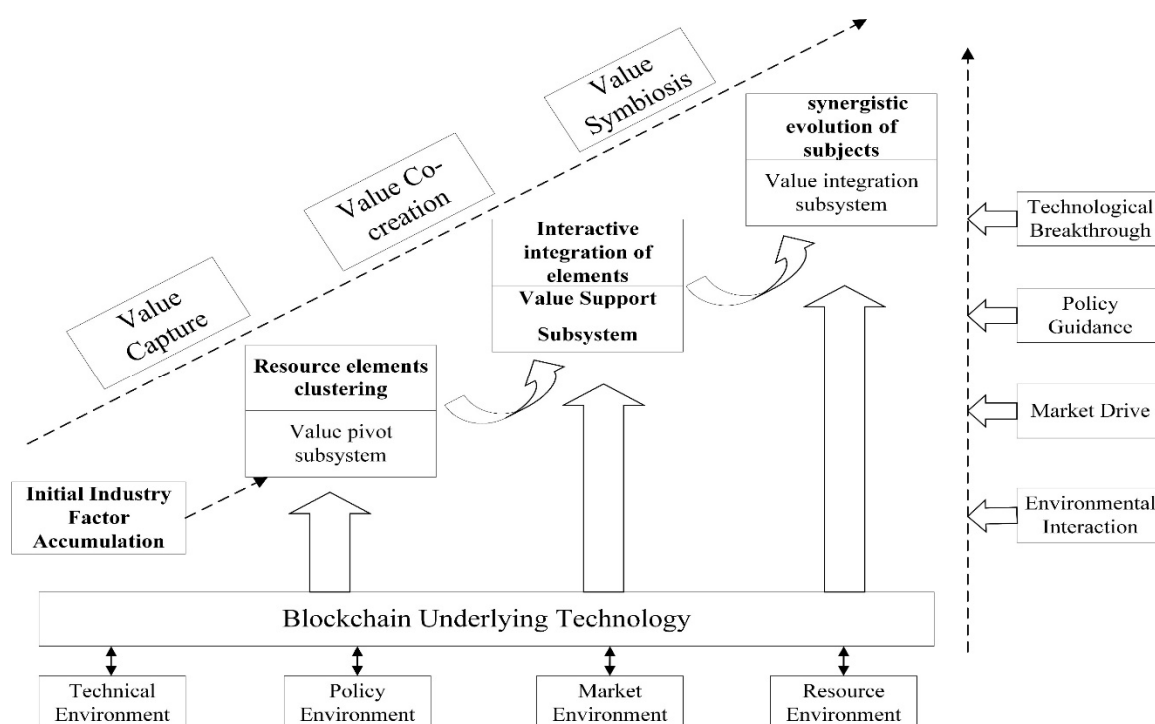 Value
Symbiosis
Value Co-
creation
Value
Capture
synergistic
evolution of
subjects
Value integration
subsystem
Interactive
integration of
elements
Value Support
Subsystem
Resource elements
clustering
Value pivot
subsystem
Initial Industry
Factor
Accumulation
Technological
Breakthrough
Policy
Guidance
Market Drive
Environmental
Interaction
Blockchain Underlying Technology
Technical
Environment
Policy
Environment
Market
Environment
Resource
Environment